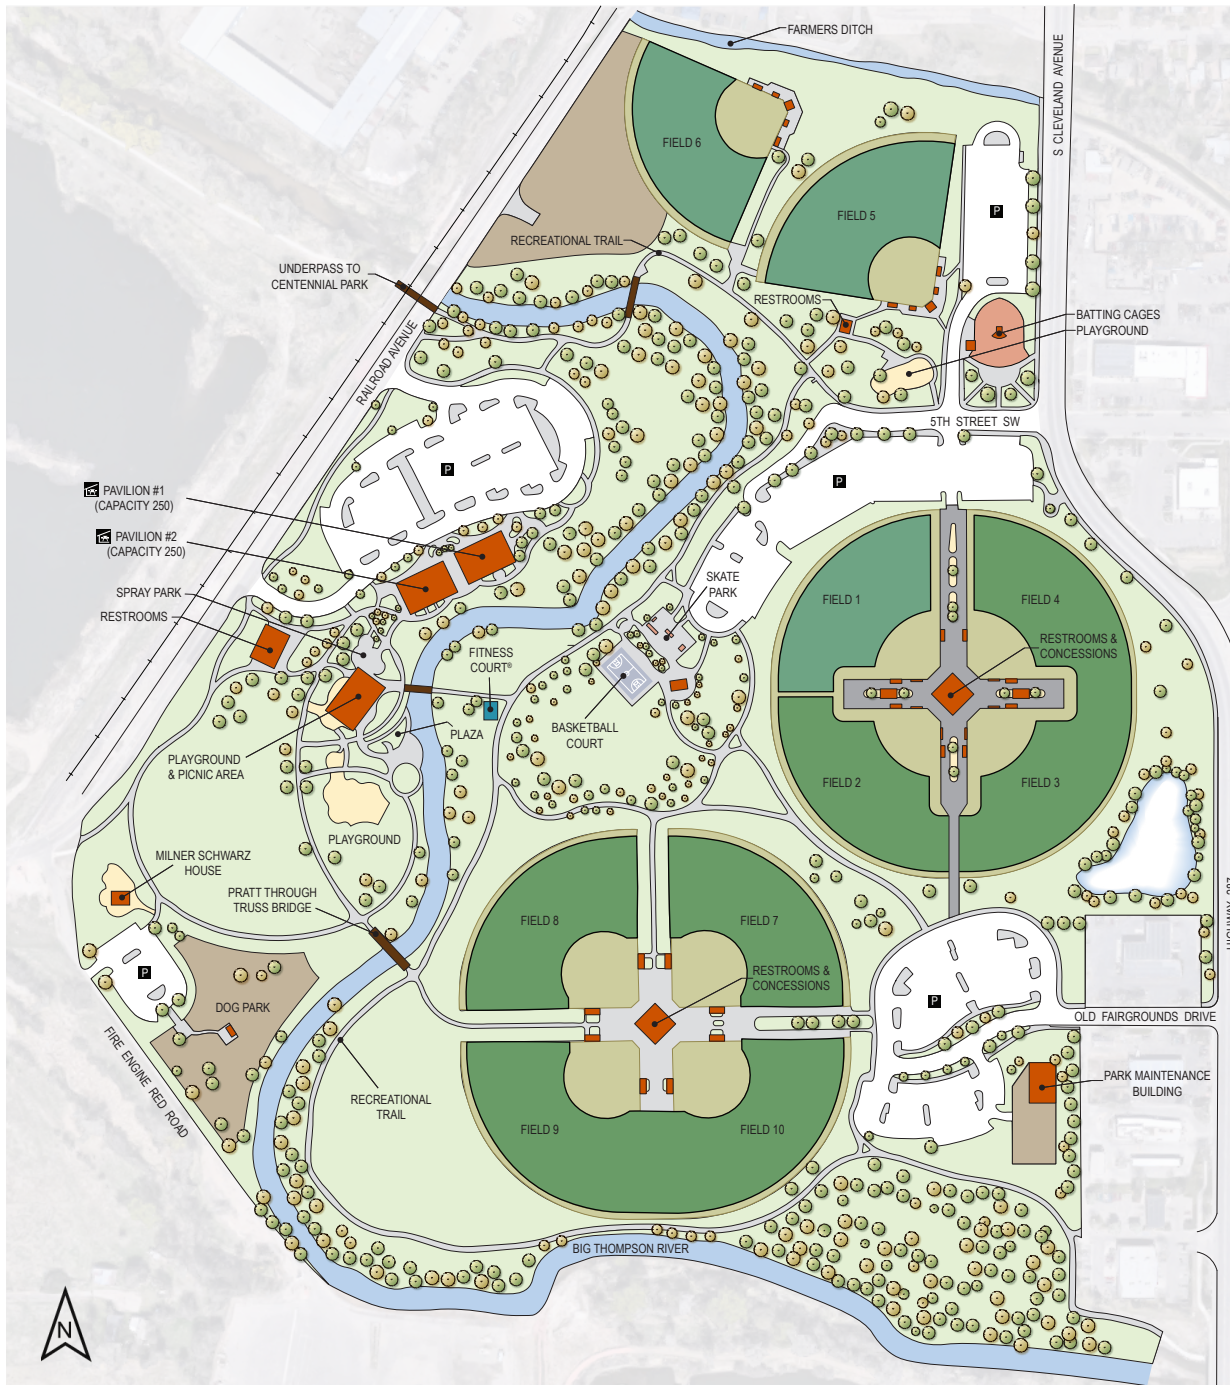 FARMERS DITCH
S CLEVELAND AVENUE
FIELD 6
P
FIELD 5
RECREATIONAL TRAIL
UNDERPASS TO
CENTENNIAL PARK
RESTROOMS
BATTING CAGES
PLAYGROUND
RAILROAD AVENUE
5TH STREET SW
P
P
PAVILION #1
(CAPACITY 250)
PAVILION #2
(CAPACITY 250)
SPRAY PARK
RESTROOMS
SKATE
PARK
FIELD 1
FIELD 4
RESTROOMS &
CONCESSIONS
FITNESS
COURT®
PLAZA
BASKETBALL
COURT
PLAYGROUND
& PICNIC AREA
FIELD 2
FIELD 3
PLAYGROUND
MILNER SCHWARZ
HOUSE
PRATT THROUGH
TRUSS BRIDGE
FIELD 8
FIELD 7
P
RESTROOMS &
CONCESSIONS
DOG PARK
P
OLD FAIRGROUNDS DRIVE
FIRE ENGINE RED ROAD
RECREATIONAL
TRAIL
PARK MAINTENANCE
BUILDING
FIELD 9
FIELD 10
BIG THOMPSON RIVER
N